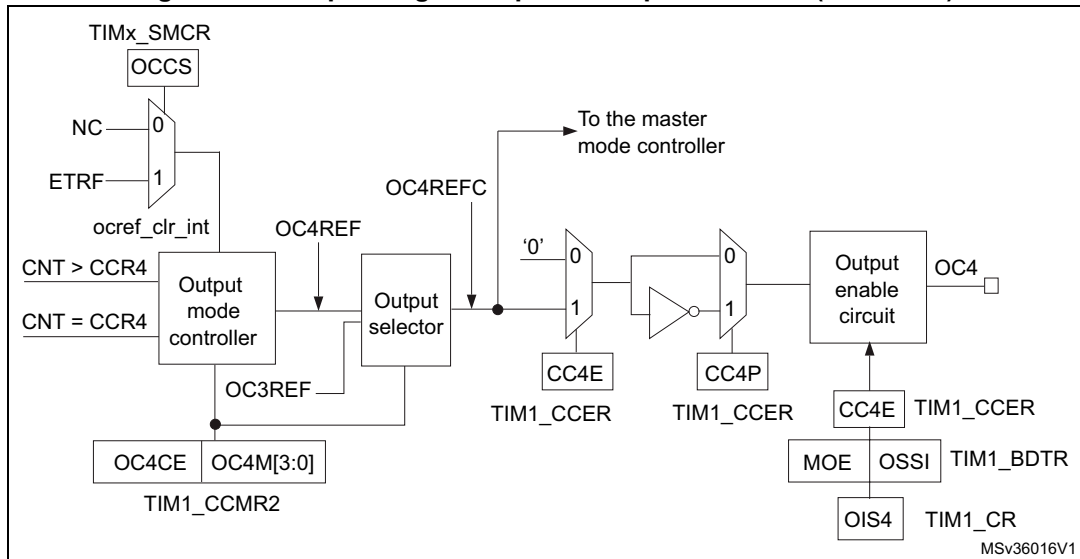 TIMx_SMCR
OCCS
NC
0
ETRF
1
ocref_clr_int
To the master
mode controller
OC4REFC
OC4REF
CNT > CCR4
CNT = CCR4
Output
mode
controller
Output
selector
OC3REF
‘0’
0
1
0
1
Output
enable
circuit
OC4
CC4E
TIM1_CCER
CC4P
TIM1_CCER
CC4E
TIM1_CCER
MOE
OSSI
TIM1_BDTR
OIS4
TIM1_CR
OC4CE
OC4M[3:0]
TIM1_CCMR2
MSv36016V1